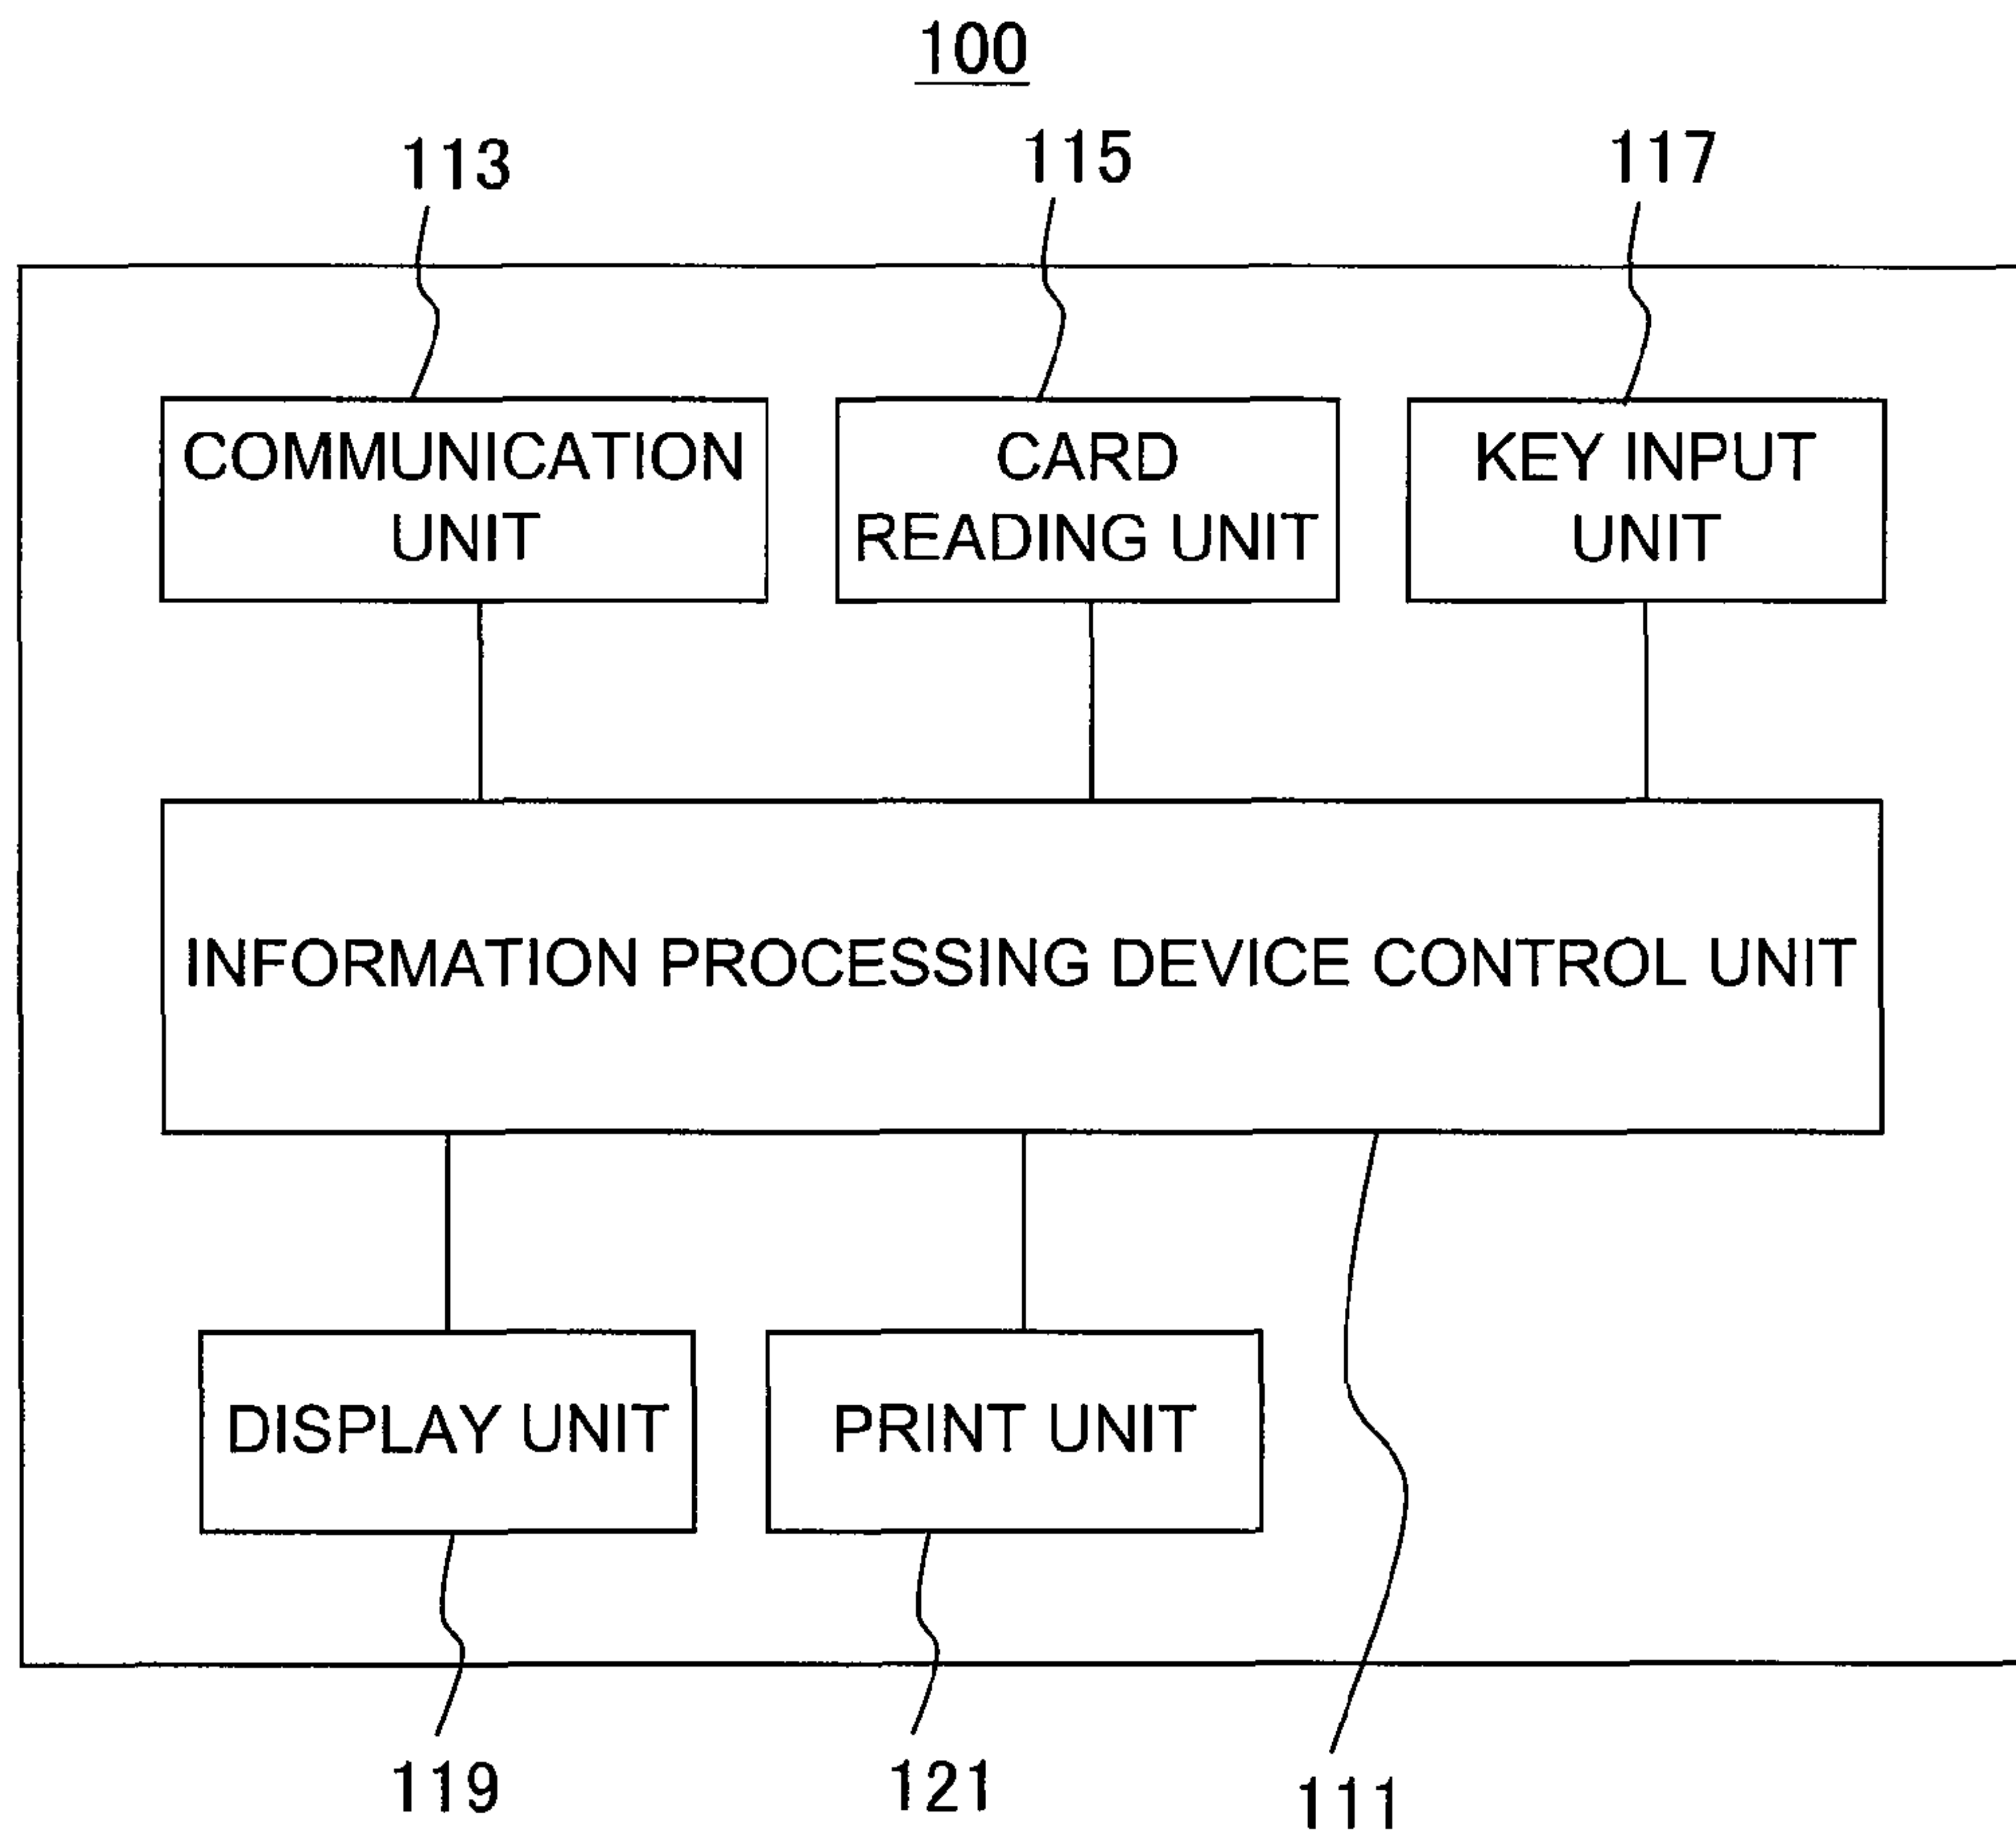 100
113
115
117
COMMUNICATION
UNIT
CARD
READING UNIT
KEY INPUT
UNIT
INFORMATION PROCESSING DEVICE CONTROL UNIT
DISPLAY UNIT
PRINT UNIT
119
121
111